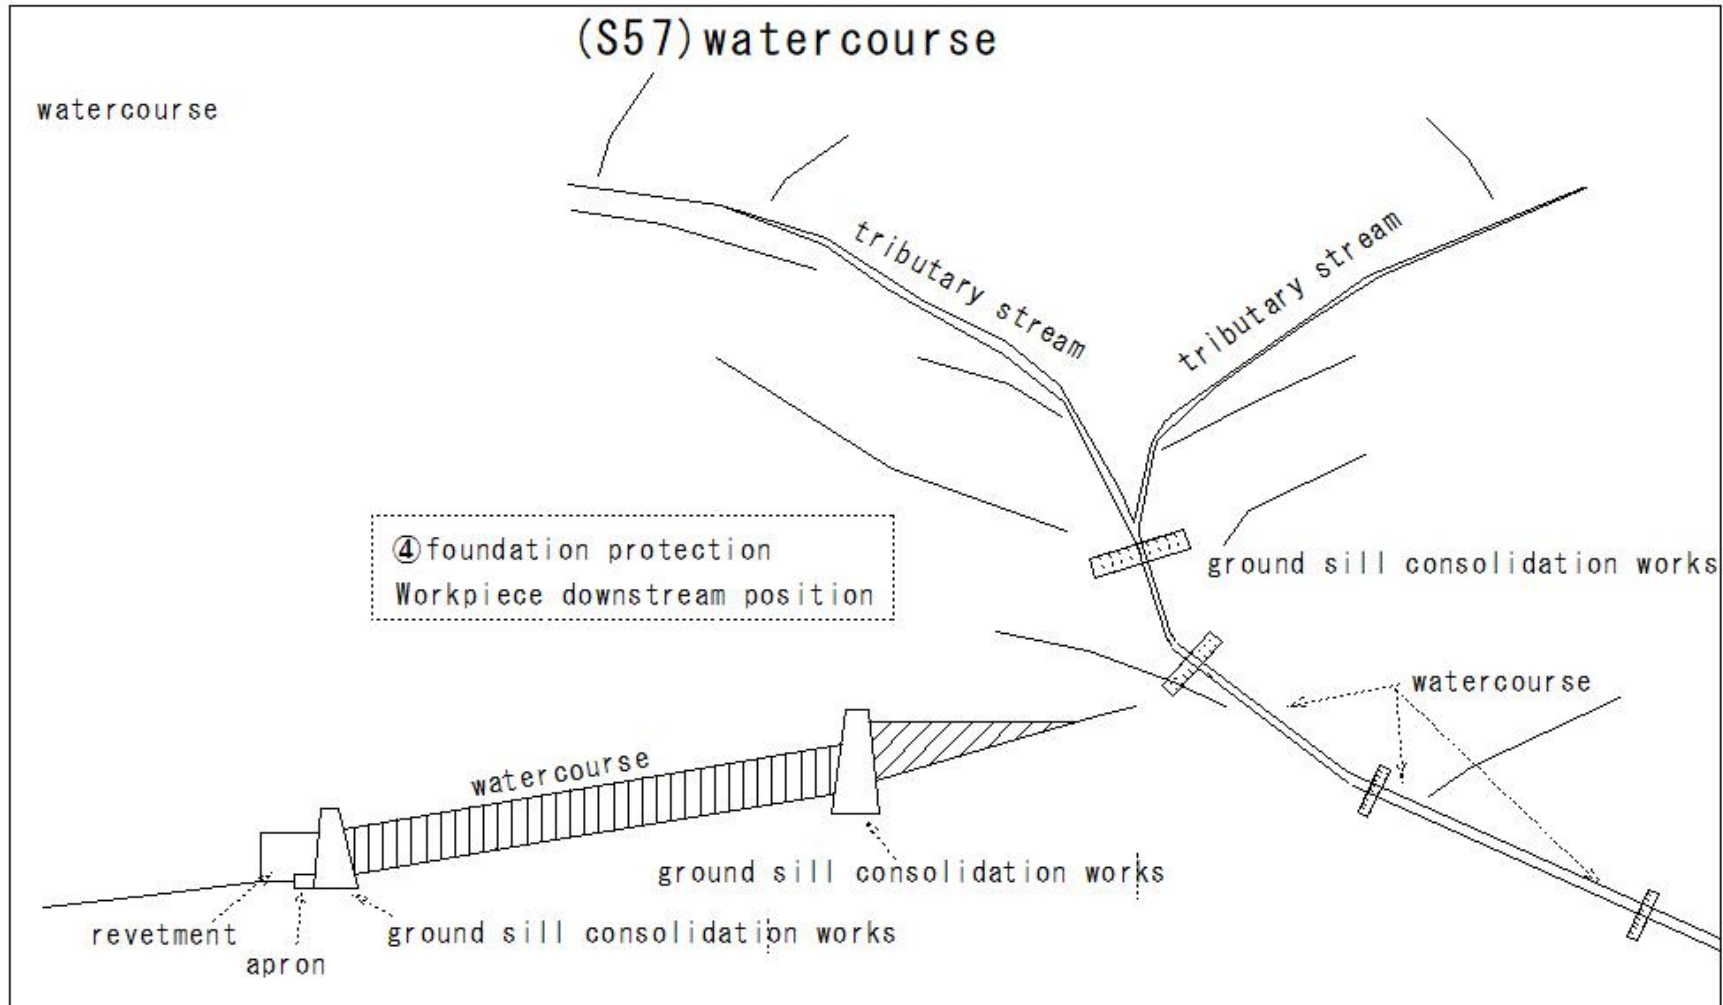 (S57)watercourse
watercourse
tributary stream
tributary stream
④foundation protection
Workpiece downstream position
ground sill consolidation works
watercourse
watercourse
ground sill consolidation works
revetment
ground sill consolidation works
apron